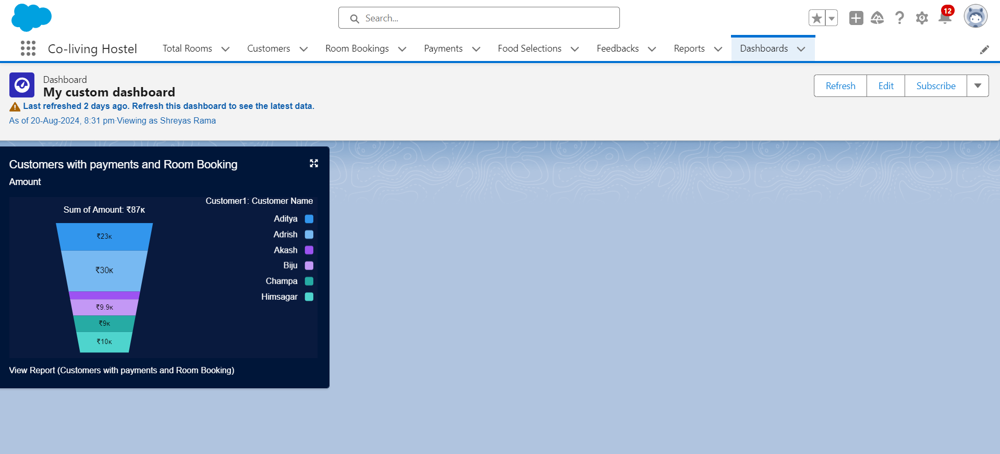 Search...
12
Co-living Hostel
Total Rooms
Customers
Room Bookings
Payments
Food Selections
Feedbacks
Reports
Dashboards
Dashboard
My custom dashboard
Last refreshed 2 days ago. Refresh this dashboard to see the latest data.
As of 20-Aug-2024, 8:31 pm·Viewing as Shreyas Rama
Refresh
Edit
Subscribe
Customers with payments and Room Booking
Amount
Sum of Amount: ₹87K
₹23K
₹30K
₹9.9K
₹9K
₹10K
Customer1: Customer Name
Aditya
Adrish
Akash
Biju
Champa
Himsagar
View Report (Customers with payments and Room Booking)